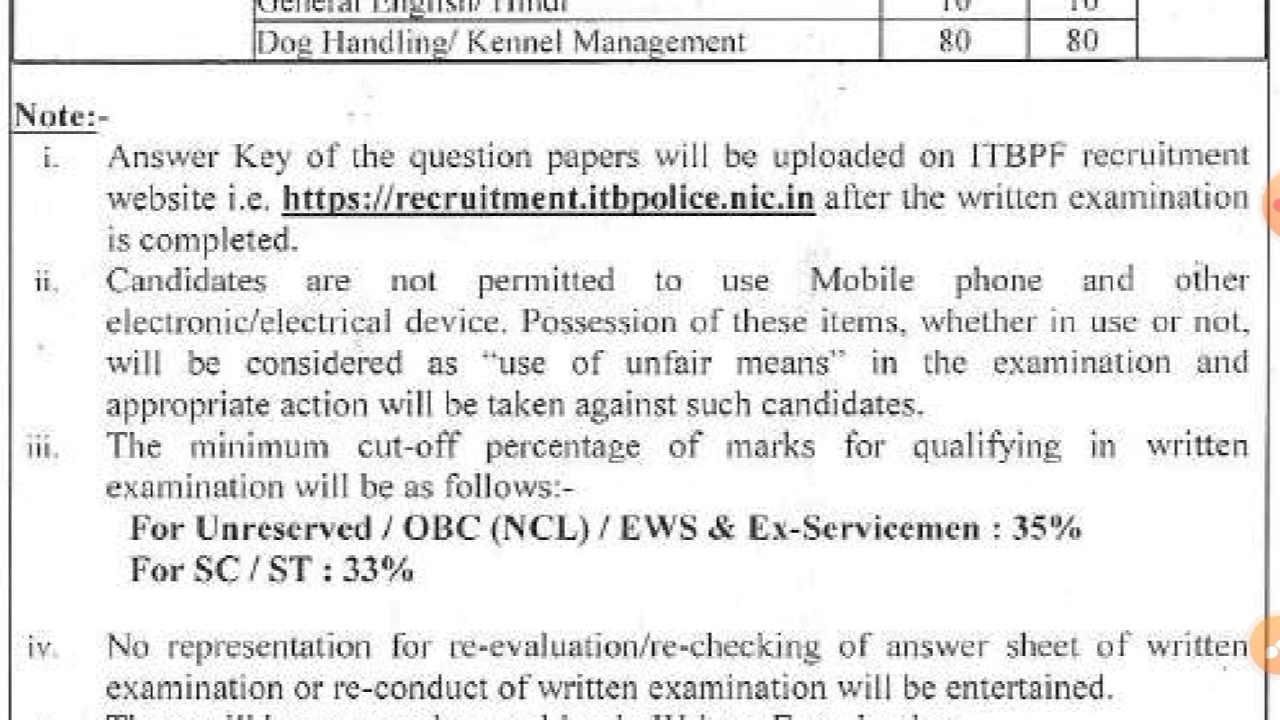 General English/ Hindi 10 10
Dog Handling/ Kennel Management 80 80
Note:-
i. Answer Key of the question papers will be uploaded on ITBPF recruitment
website i.e. https://recruitment.itbpolice.nic.in after the written examination
is completed.
ii. Candidates are not permitted to use Mobile phone and other
electronic/electrical device. Possession of these items, whether in use or not,
will be considered as “use of unfair means” in the examination and
appropriate action will be taken against such candidates.
iii. The minimum cut-off percentage of marks for qualifying in written
examination will be as follows:-
For Unreserved / OBC (NCL) / EWS & Ex-Servicemen : 35%
For SC / ST : 33%
iv. No representation for re-evaluation/re-checking of answer sheet of written
examination or re-conduct of written examination will be entertained.